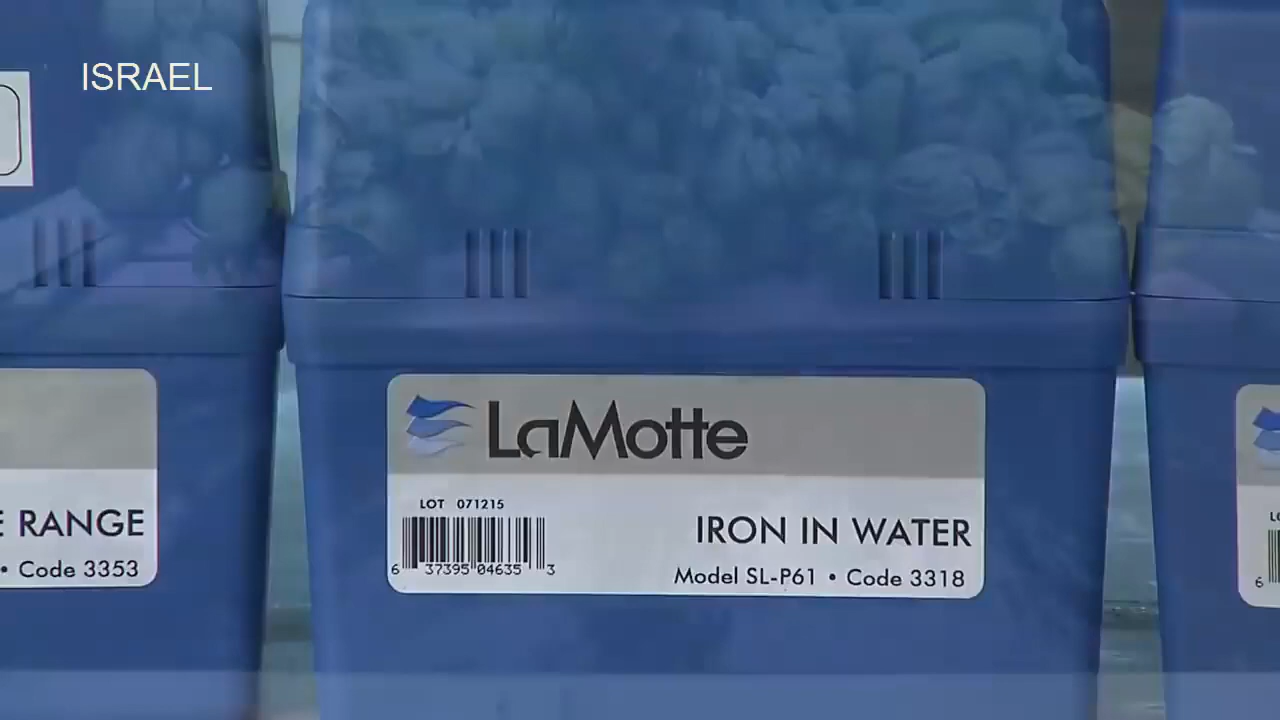 ISRAEL
LaMotte
LOT 071215
6 37395 04635 3
IRON IN WATER
Model SL-P61 • Code 3318
RANGE
• Code 3353
6